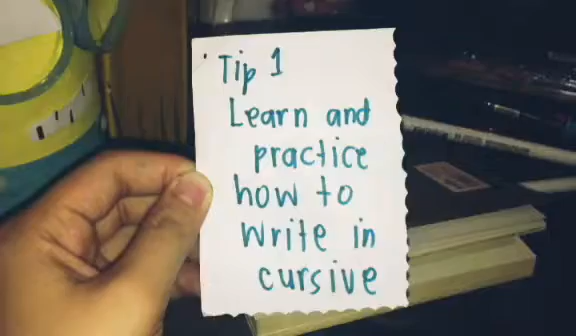 Tip 1
Learn and
practice
how to
write in
cursive